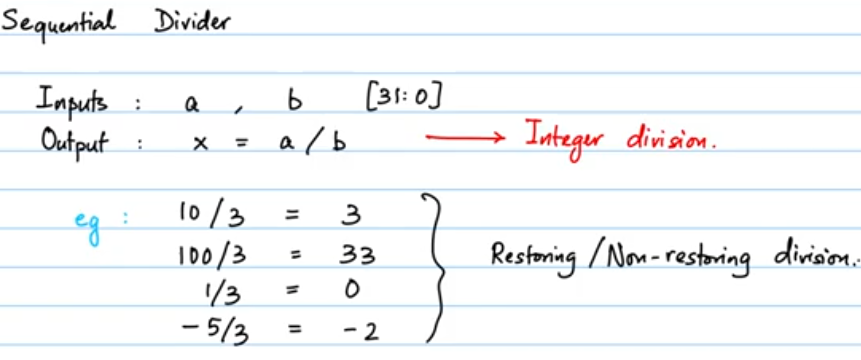 Sequential Divider
Inputs : a , b [31:0]
Output : x = a / b → Integer division.
eg : 10/3 = 3
100/3 = 33
1/3 = 0
-5/3 = -2
Restoring / Non-restoring division.